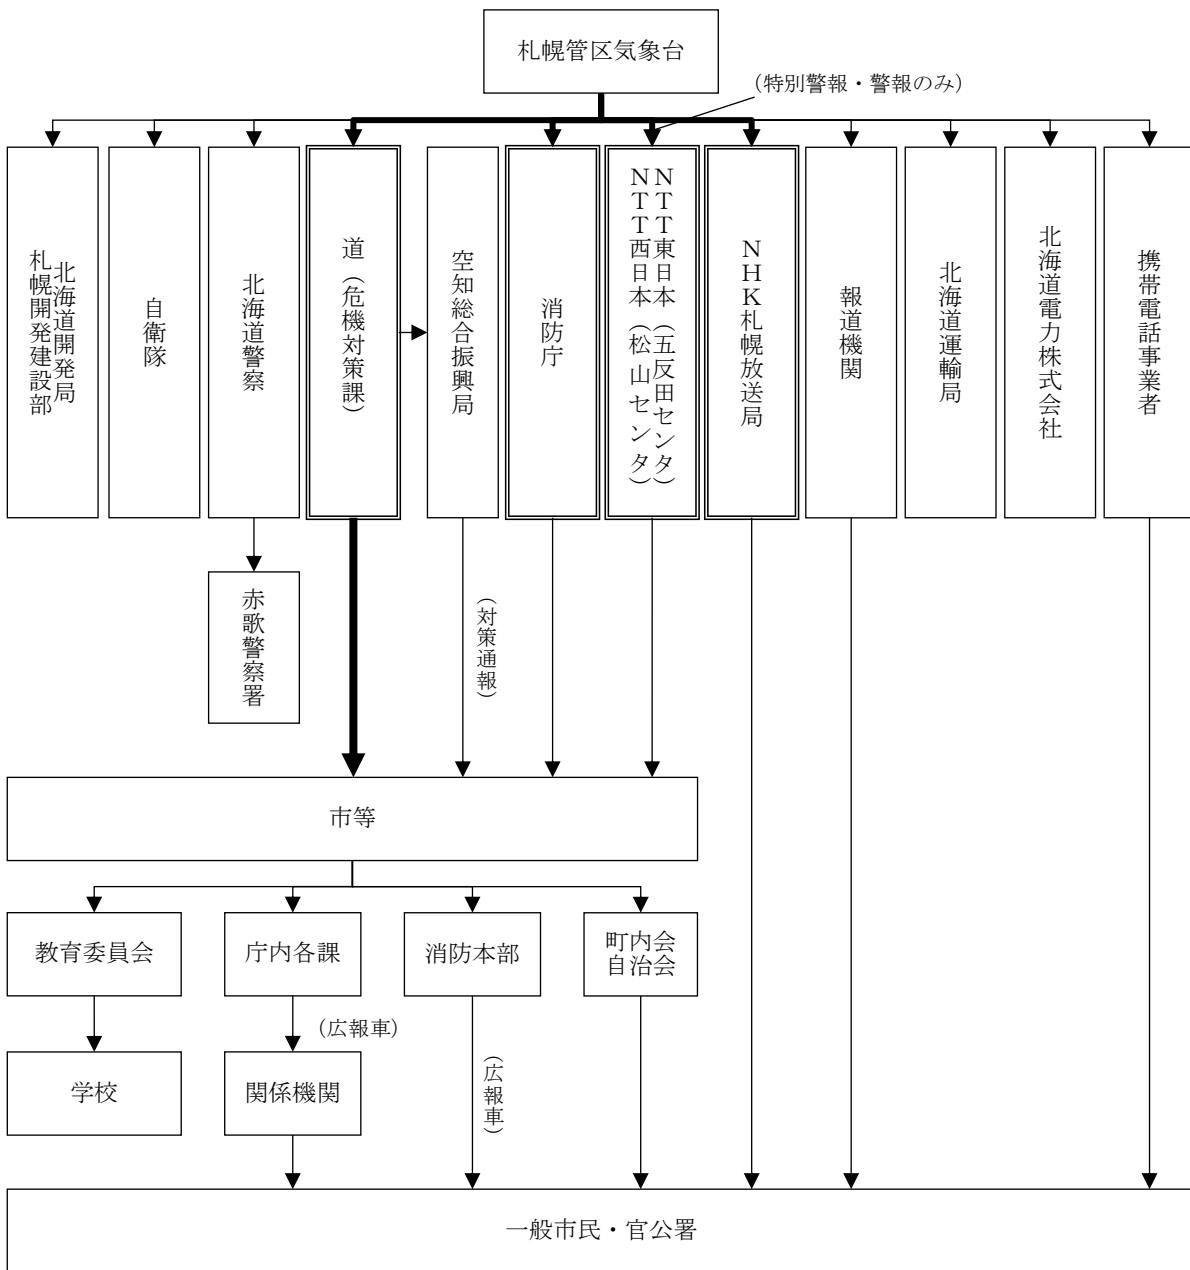 札幌管区気象台
（特別警報・警報のみ）
北海道開発局
札幌開発建設部
自衛隊
北海道警察
道（危機対策課）
空知総合振興局
消防庁
ＮＴＴ東日本（五反田センタ）
ＮＴＴ西日本（松山センタ）
ＮＨＫ札幌放送局
報道機関
北海道運輸局
北海道電力株式会社
携帯電話事業者
赤歌警察署
（対策通報）
市等
教育委員会
庁内各課
消防本部
町内会
自治会
（広報車）
学校
関係機関
（広報車）
一般市民・官公署